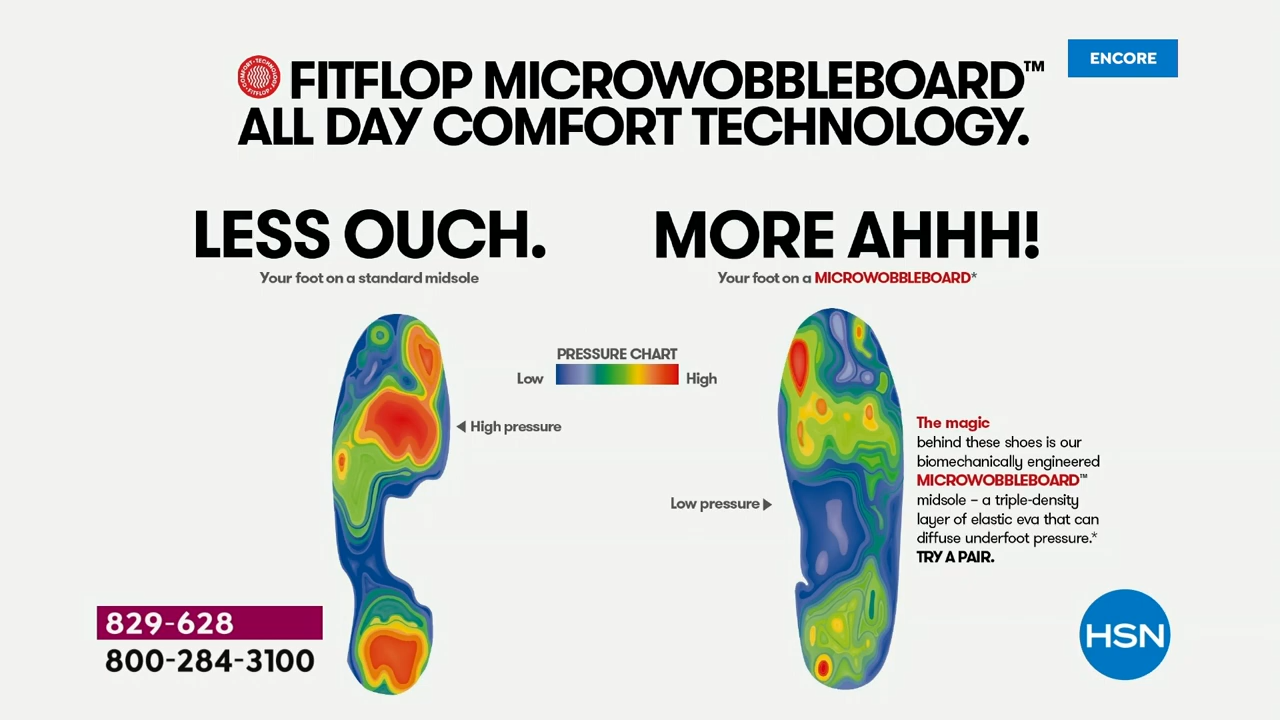 ENCORE
FITFLOP MICROWOBBLEBOARD™
ALL DAY COMFORT TECHNOLOGY.
LESS OUCH.
MORE AHHH!
Your foot on a standard midsole
Your foot on a MICROWOBBLEBOARD*
PRESSURE CHART
Low
High
High pressure
Low pressure
The magic
behind these shoes is our
biomechanically engineered
MICROWOBBLEBOARD™
midsole – a triple-density
layer of elastic eva that can
diffuse underfoot pressure.*
TRY A PAIR.
829-628
800-284-3100
HSN